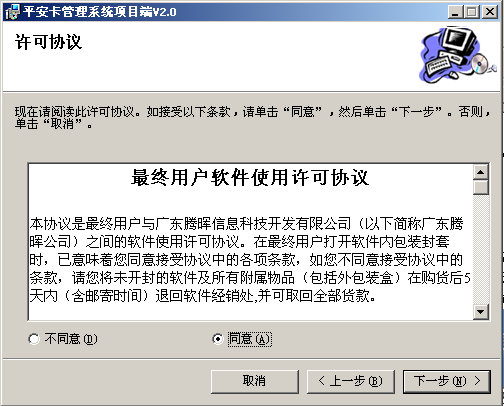 平安卡管理系统项目端V2.0
许可协议
现在请阅读此许可协议。如接受以下条款，请单击“同意”，然后单击“下一步”。否则，
单击“取消”。
最终用户软件使用许可协议
本协议是最终用户与广东腾晖信息科技开发有限公司（以下简称广东腾
晖公司）之间的软件使用许可协议。在最终用户打开软件内包装封套
时，已意味着您同意接受协议中的各项条款，如您不同意接受协议中的
条款，请您将未开封的软件及所有附属物品（包括外包装盒）在购货后5
天内（含邮寄时间）退回软件经销处,并可取回全部货款。
不同意(D) 同意(A)
取消 < 上一步(B) 下一步(N) >